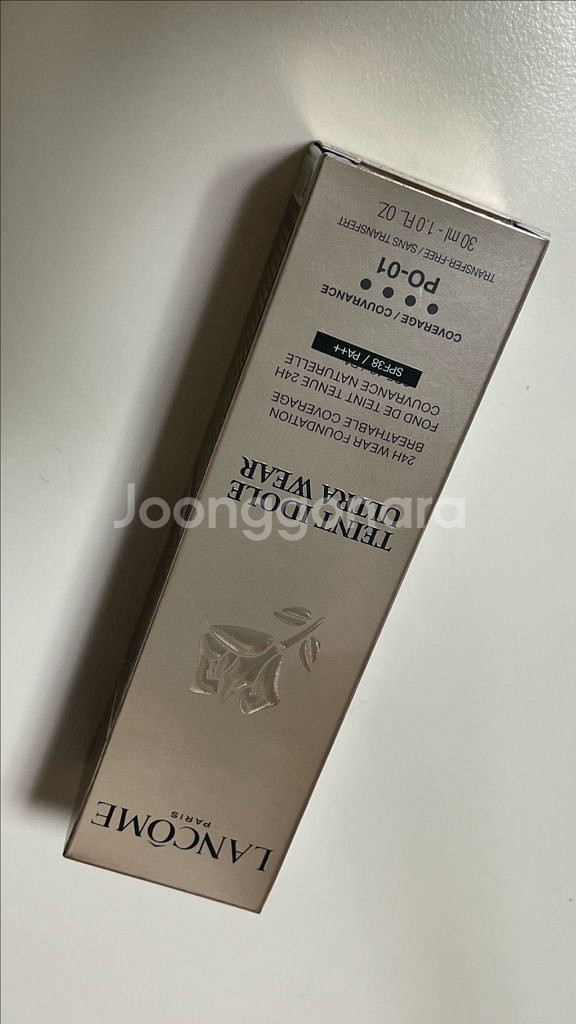 LANCÔME
PARIS
TEINT IDOLE
ULTRA WEAR
24H WEAR FOUNDATION
BREATHABLE COVERAGE
FOND DE TEINT TENUE 24H
COUVRANCE NATURELLE
SPF38 / PA++
COVERAGE / COUVRANCE
PO-01
TRANSFER-FREE / SANS TRANSFERT
30 ml - 1.0 FL. OZ.
Joonggonara